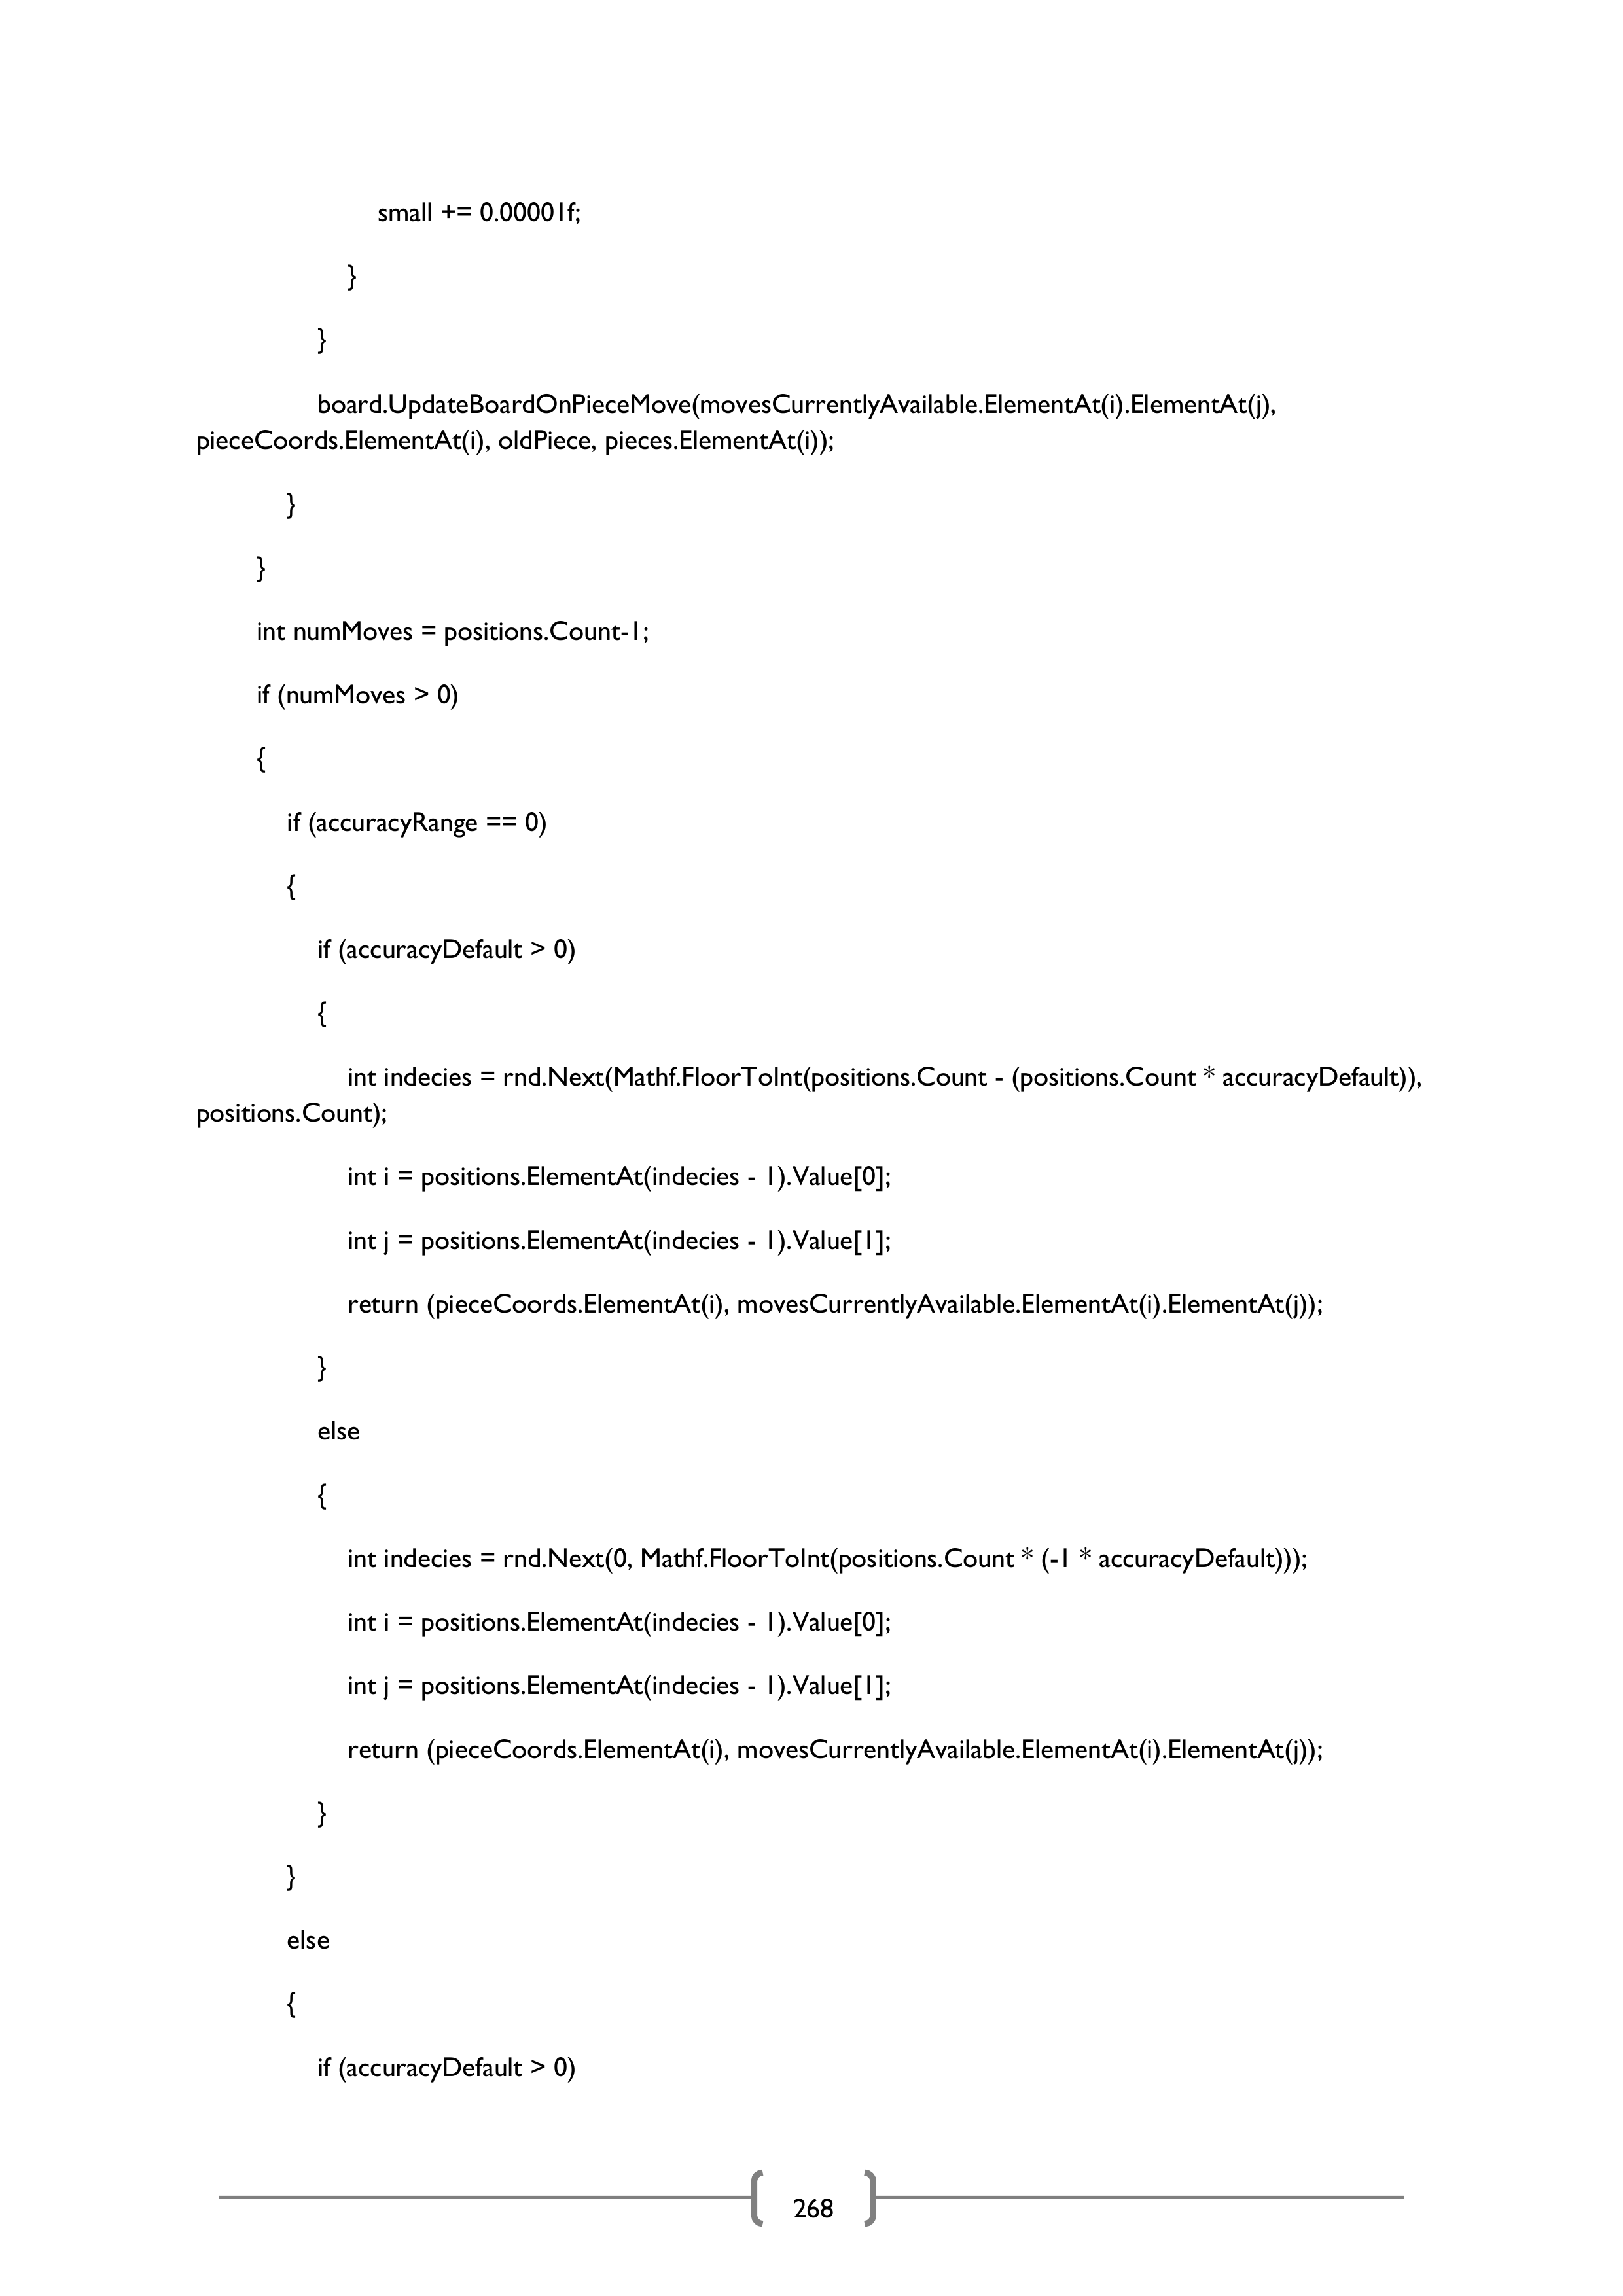 small += 0.00001f;
}
}
board.UpdateBoardOnPieceMove(movesCurrentlyAvailable.ElementAt(i).ElementAt(j),
pieceCoords.ElementAt(i), oldPiece, pieces.ElementAt(i));
}
}
int numMoves = positions.Count-1;
if (numMoves > 0)
{
if (accuracyRange == 0)
{
if (accuracyDefault > 0)
{
int indecies = rnd.Next(Mathf.FloorToInt(positions.Count - (positions.Count * accuracyDefault)),
positions.Count);
int i = positions.ElementAt(indecies - 1).Value[0];
int j = positions.ElementAt(indecies - 1).Value[1];
return (pieceCoords.ElementAt(i), movesCurrentlyAvailable.ElementAt(i).ElementAt(j));
}
else
{
int indecies = rnd.Next(0, Mathf.FloorToInt(positions.Count * (-1 * accuracyDefault)));
int i = positions.ElementAt(indecies - 1).Value[0];
int j = positions.ElementAt(indecies - 1).Value[1];
return (pieceCoords.ElementAt(i), movesCurrentlyAvailable.ElementAt(i).ElementAt(j));
}
}
else
{
if (accuracyDefault > 0)
268